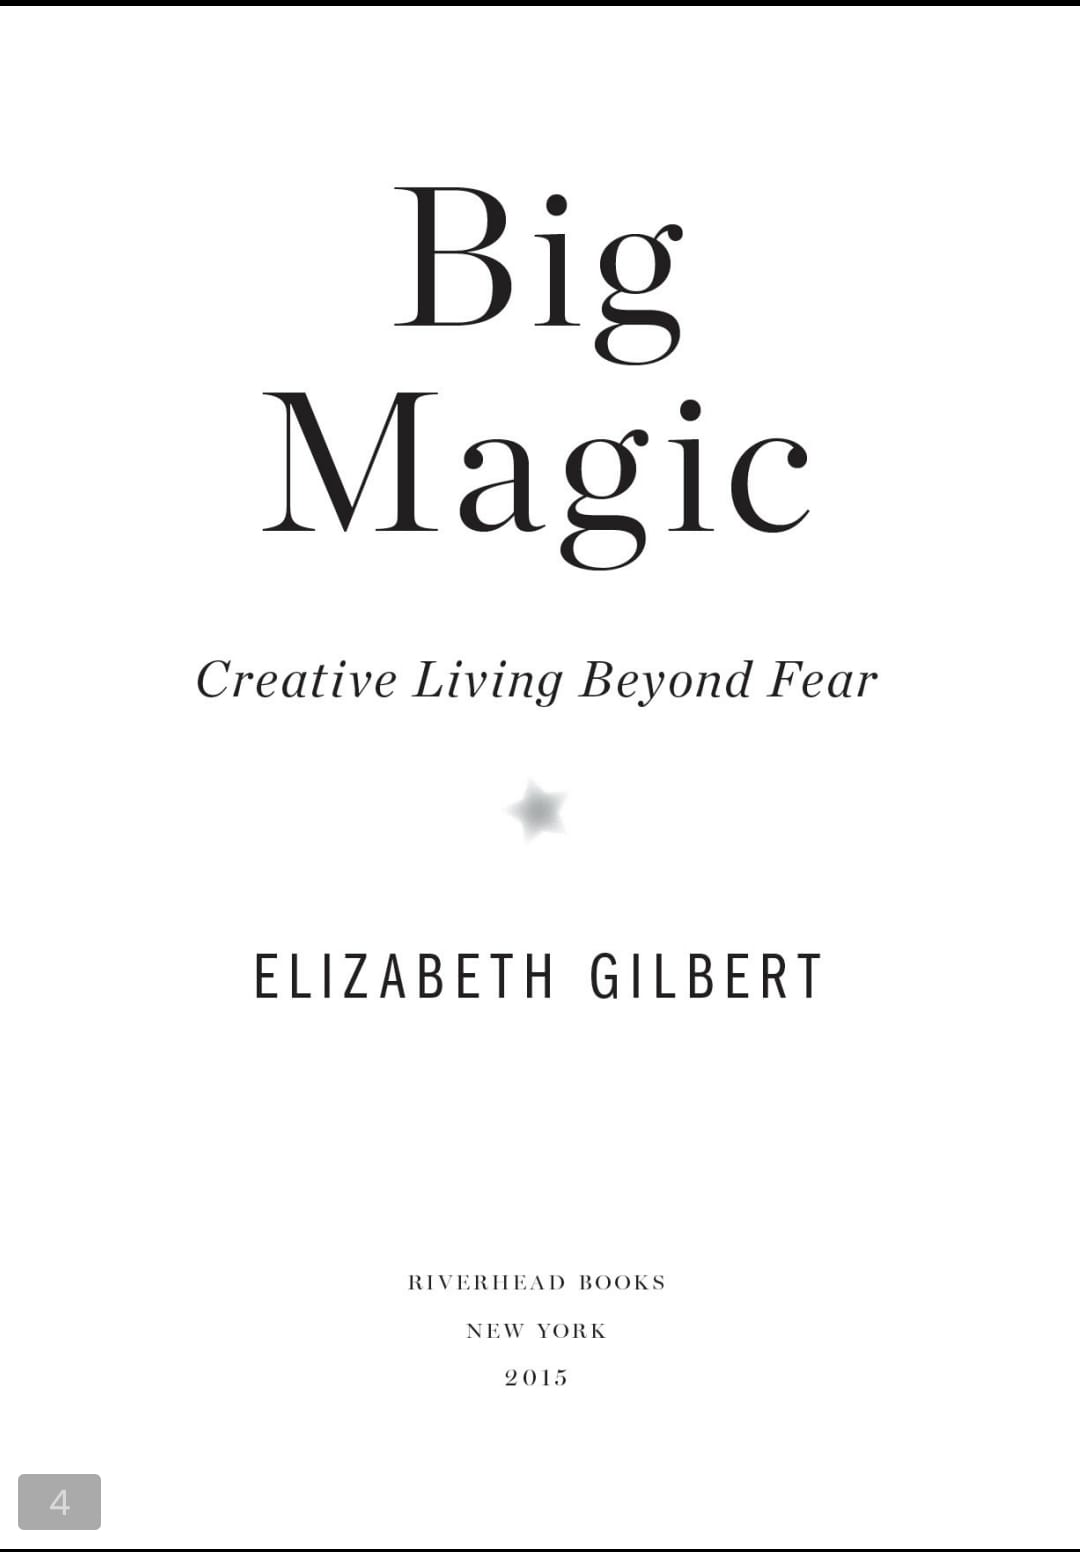 Big
Magic
Creative Living Beyond Fear
ELIZABETH GILBERT
RIVERHEAD BOOKS
NEW YORK
2015
4